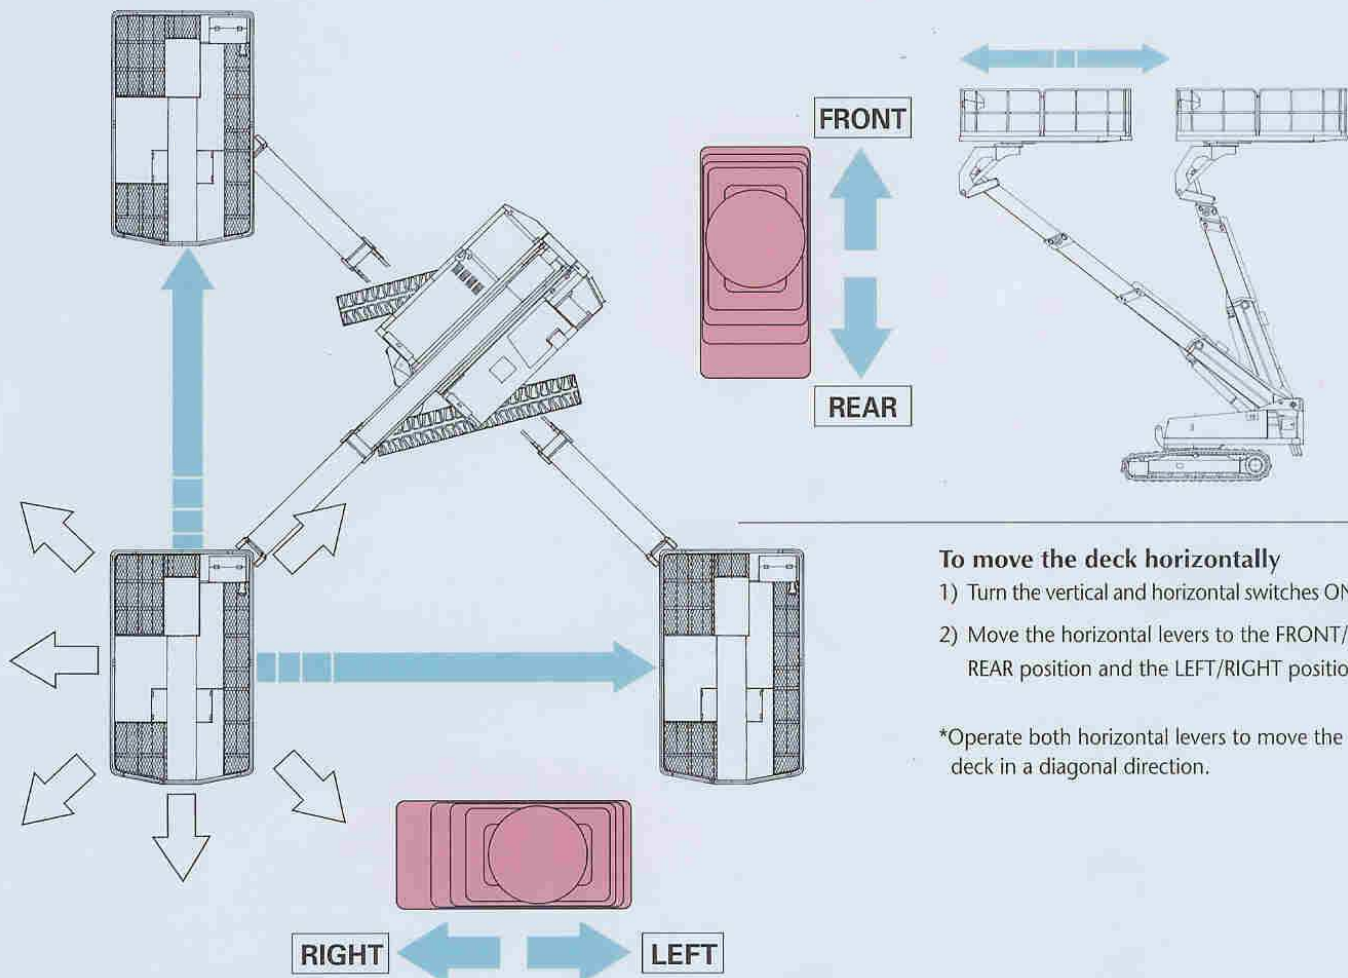 FRONT
REAR
To move the deck horizontally
1) Turn the vertical and horizontal switches ON
2) Move the horizontal levers to the FRONT/
REAR position and the LEFT/RIGHT
*Operate both horizontal levers to move the
deck in a diagonal direction.
RIGHT
LEFT